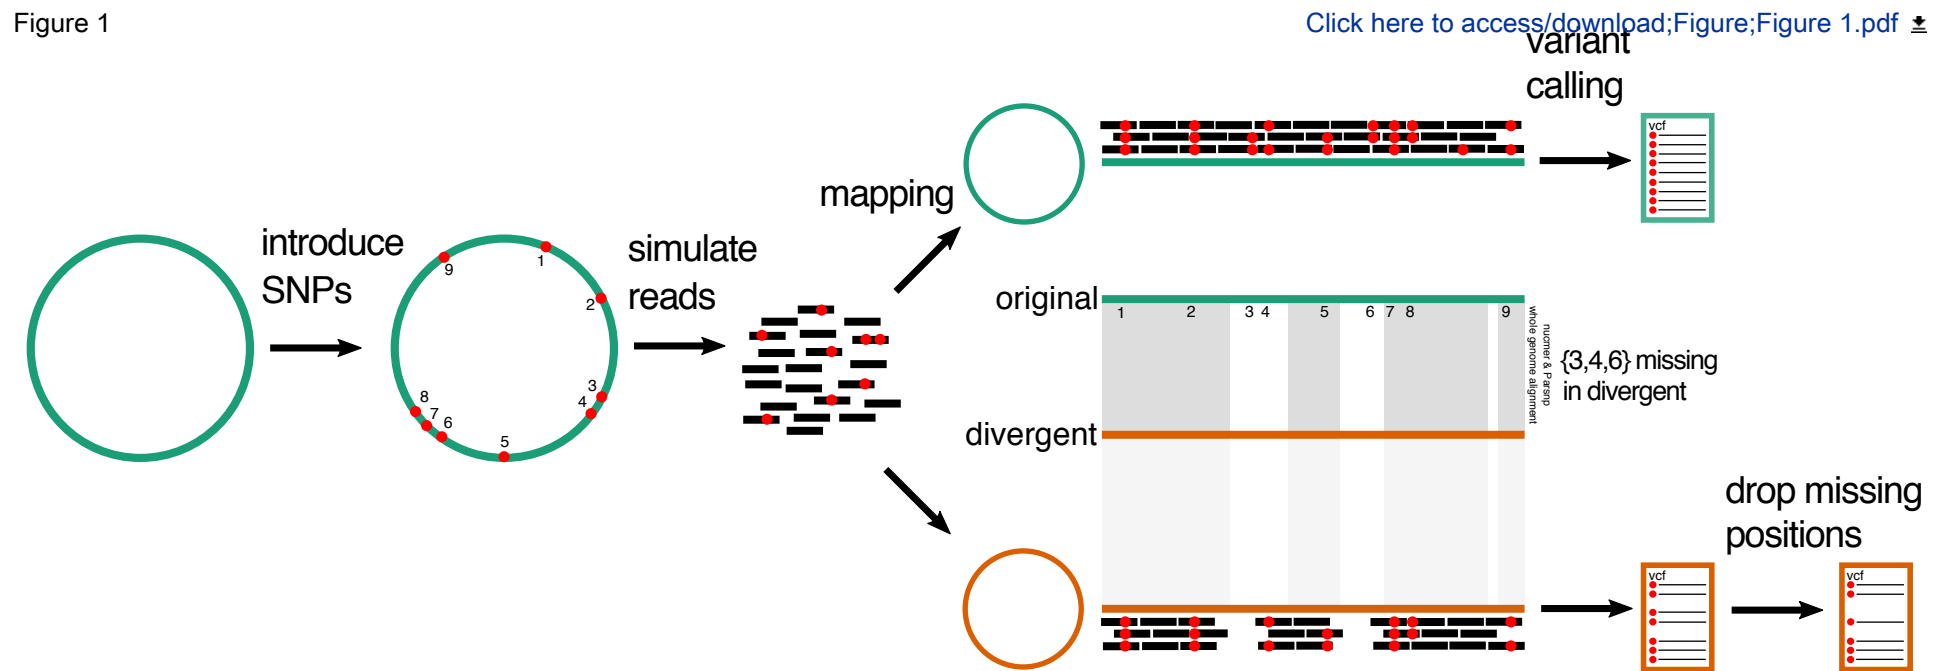 Figure 1
Click here to access/download;Figure;Figure 1.pdf
variant
calling
vcf
mapping
introduce
SNPs
9
1
2
3
4
5
6
7
8
simulate
reads
original
1 2 3 4 5 6 7 8 9
nucmer & Parsnp
whole genome alignment
{3,4,6} missing
in divergent
divergent
drop missing
positions
vcf
vcf